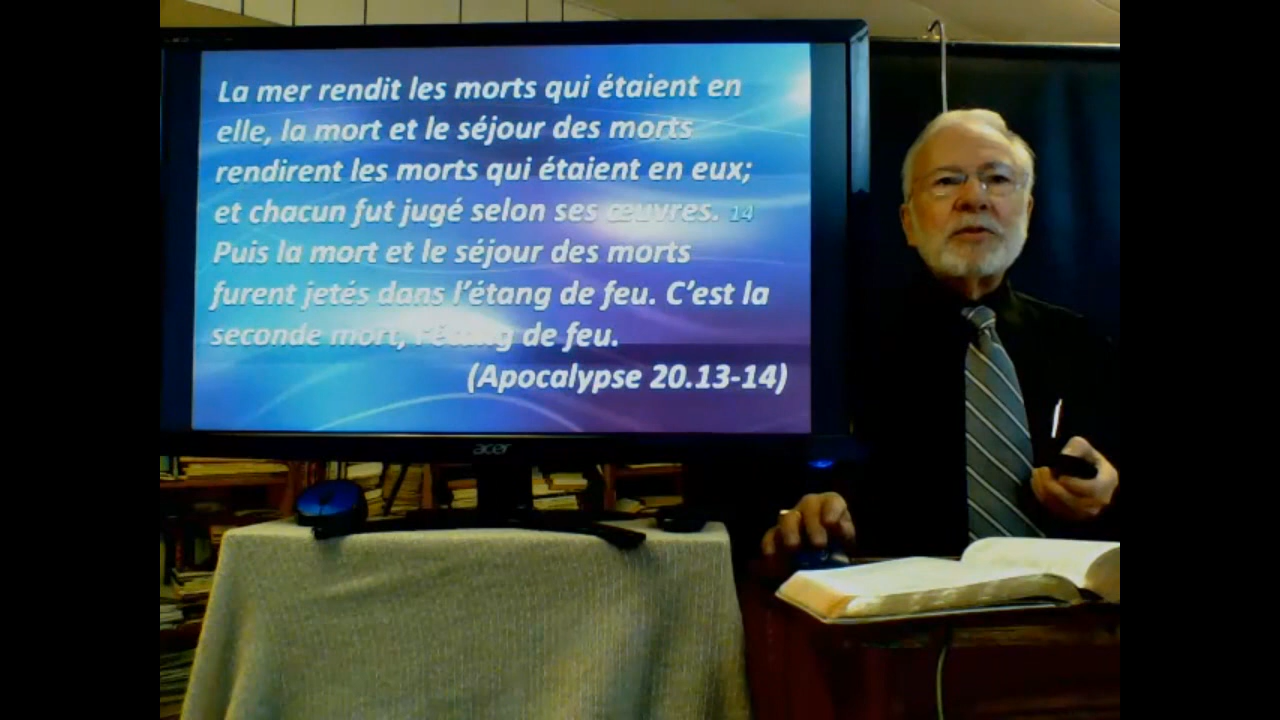 La mer rendit les morts qui étaient en
elle, la mort et le séjour des morts
rendirent les morts qui étaient en eux;
et chacun fut jugé selon ses œuvres. 14
Puis la mort et le séjour des morts
furent jetés dans l'étang de feu. C'est la
seconde mort, l'étang de feu.
(Apocalypse 20.13-14)
acer